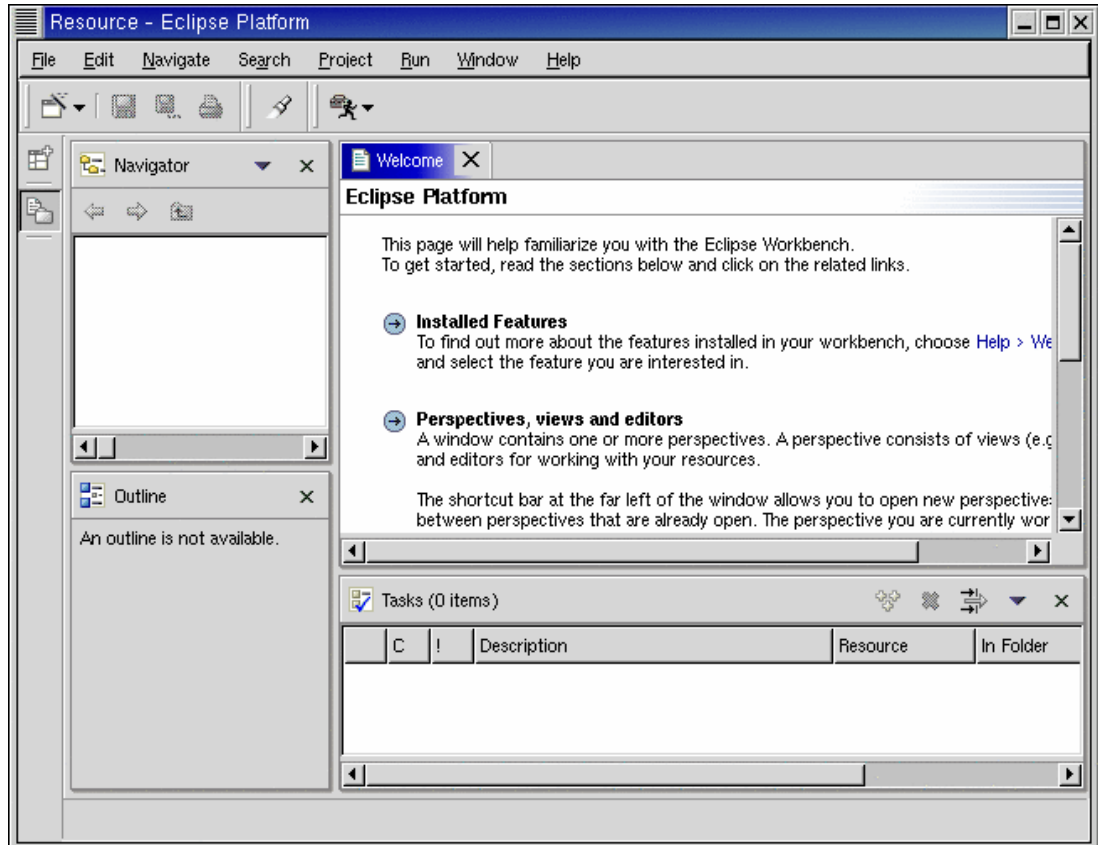 Resource - Eclipse Platform
File Edit Navigate Search Project Run Window Help
Navigator
Welcome
Eclipse Platform
This page will help familiarize you with the Eclipse Workbench.
To get started, read the sections below and click on the related links.
Installed Features
To find out more about the features installed in your workbench, choose Help > We
and select the feature you are interested in.
Perspectives, views and editors
A window contains one or more perspectives. A perspective consists of views (e.g
and editors for working with your resources.
The shortcut bar at the far left of the window allows you to open new perspective
between perspectives that are already open. The perspective you are currently wor
Outline
An outline is not available.
Tasks (0 items)
C ! Description Resource In Folder